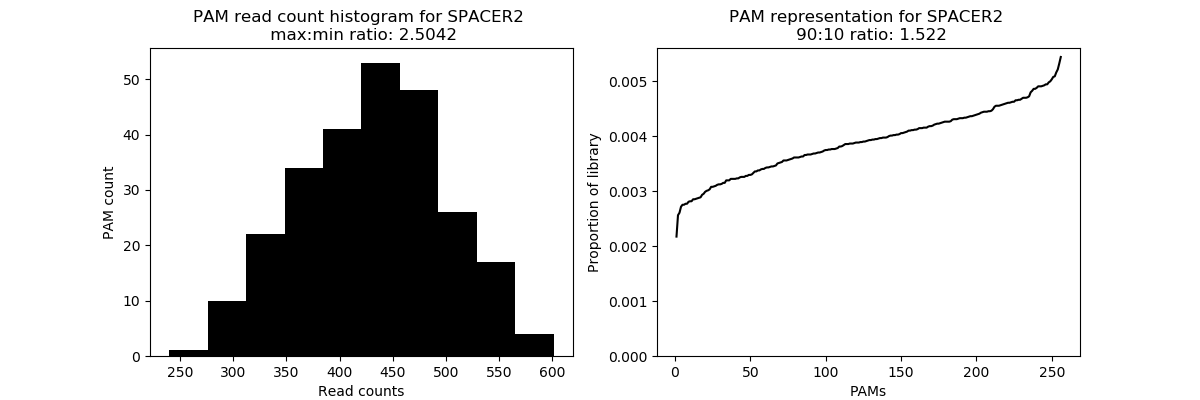 PAM read count histogram for SPACER2
max:min ratio: 2.5042
PAM count
50
40
30
20
10
0
250 300 350 400 450 500 550 600
Read counts
PAM representation for SPACER2
90:10 ratio: 1.522
Proportion of library
0.005
0.004
0.003
0.002
0.001
0.000
0 50 100 150 200 250
PAMs